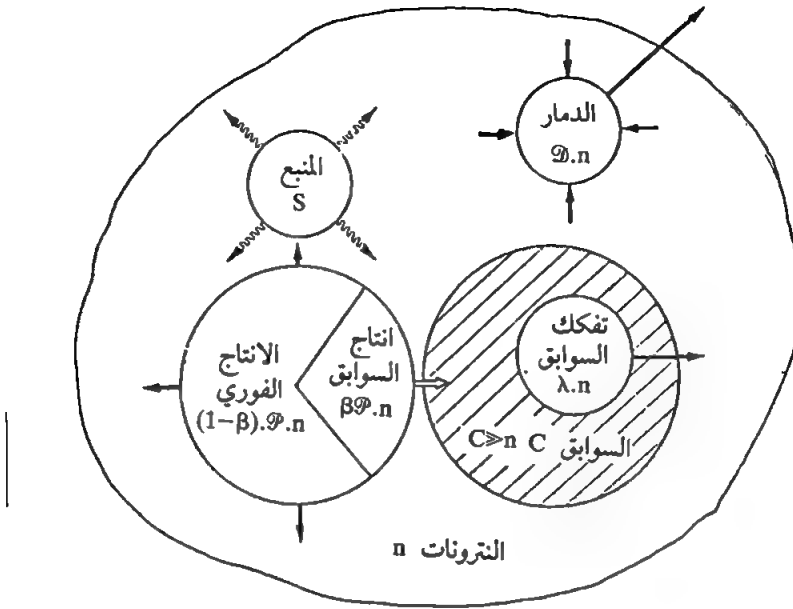 الدمار
𝒟.n
المنبع
S
تفكك
السوابق
λ.n
انتاج
السوابق
β𝒫.n
الانتاج
الفوري
(1−β).𝒫.n
السوابق C C≫n
النترونات n